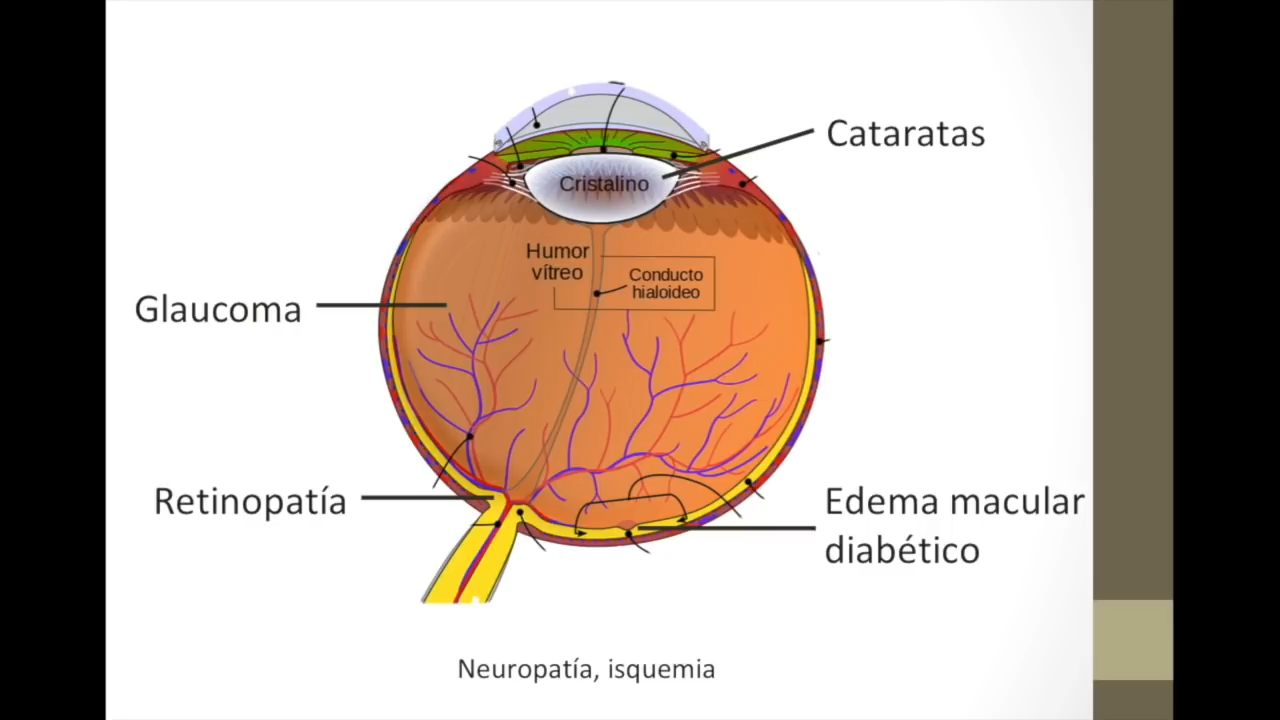 Cataratas
Cristalino
Humor
vítreo
Conducto
hialoideo
Glaucoma
Retinopatía
Edema macular
diabético
Neuropatía, isquemia